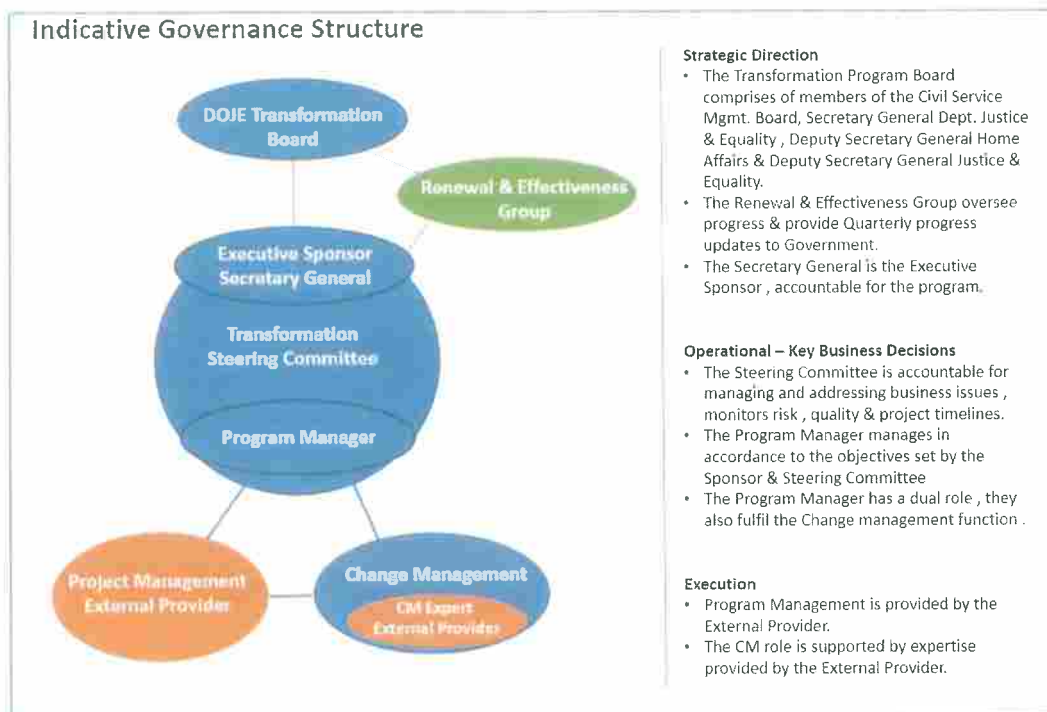 Indicative Governance Structure
DOJE Transformation
Board
Renewal & Effectiveness
Group
Executive Sponsor
Secretary General
Transformation
Steering Committee
Program Manager
Project Management
External Provider
Change Management
CM Expert
External Provider
Strategic Direction
• The Transformation Program Board
comprises of members of the Civil Service
Mgmt. Board, Secretary General Dept. Justice
& Equality , Deputy Secretary General Home
Affairs & Deputy Secretary General Justice &
Equality.
• The Renewal & Effectiveness Group oversee
progress & provide Quarterly progress
updates to Government.
• The Secretary General is the Executive
Sponsor , accountable for the program.
Operational – Key Business Decisions
• The Steering Committee is accountable for
managing and addressing business issues ,
monitors risk , quality & project timelines.
• The Program Manager manages in
accordance to the objectives set by the
Sponsor & Steering Committee
• The Program Manager has a dual role , they
also fulfil the Change management function .
Execution
• Program Management is provided by the
External Provider.
• The CM role is supported by expertise
provided by the External Provider.